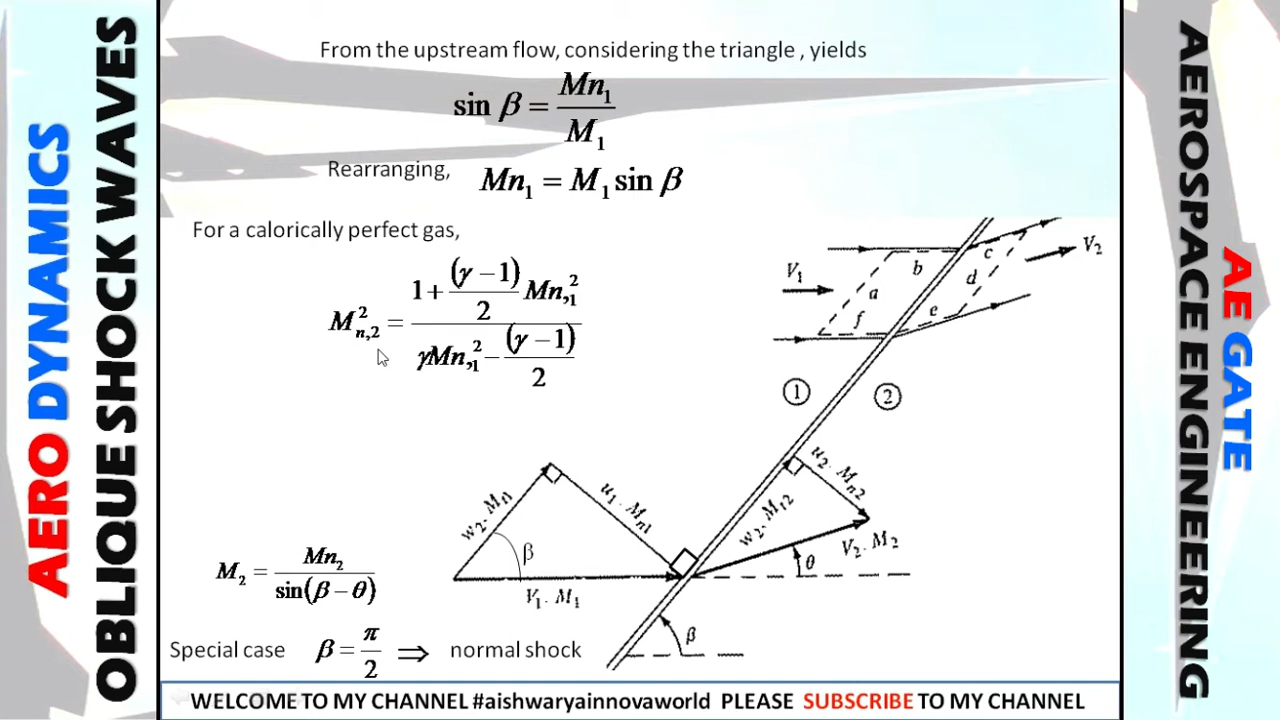 AERO DYNAMICS
OBLIQUE SHOCK WAVES
From the upstream flow, considering the triangle , yields
sin β = Mn₁ / M₁
Rearranging, Mn₁ = M₁ sin β
For a calorically perfect gas,
M²n,2 = (1 + (γ − 1)/2 Mn,₁²) / (γMn,₁² − (γ − 1)/2)
V₁
V₂
a
b
c
d
e
f
1
2
w₂. Mt1
u₁ . Mn1
β
V₁. M₁
w₂. Mt2
u₂. Mn2
V₂. M₂
θ
β
M₂ = Mn₂ / sin(β − θ)
Special case β = π/2 ⇒ normal shock
WELCOME TO MY CHANNEL #aishwaryainnovaworld PLEASE SUBSCRIBE TO MY CHANNEL
AEROSPACE ENGINEERING
AE GATE